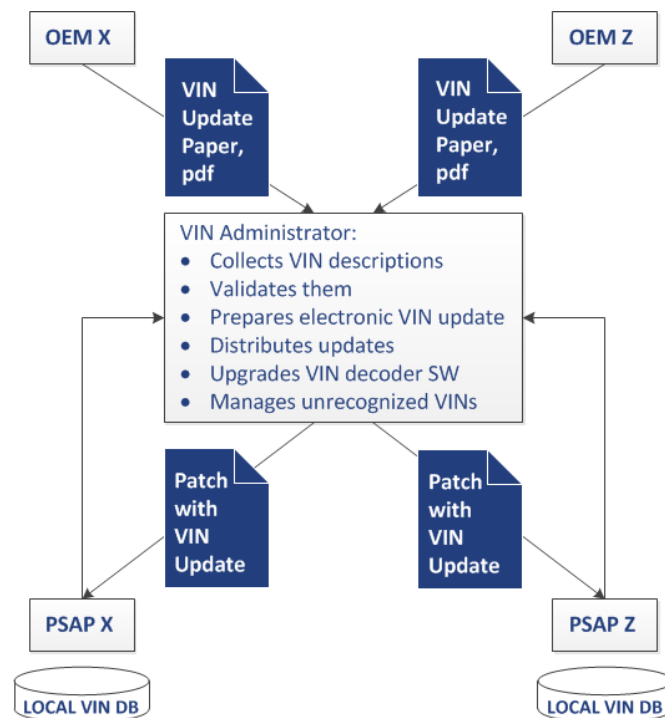 OEM X
OEM Z
VIN
Update
Paper,
pdf
VIN
Update
Paper,
pdf
VIN Administrator:
• Collects VIN descriptions
• Validates them
• Prepares electronic VIN update
• Distributes updates
• Upgrades VIN decoder SW
• Manages unrecognized VINs
Patch
with
VIN
Update
Patch
with
VIN
Update
PSAP X
PSAP Z
LOCAL VIN DB
LOCAL VIN DB